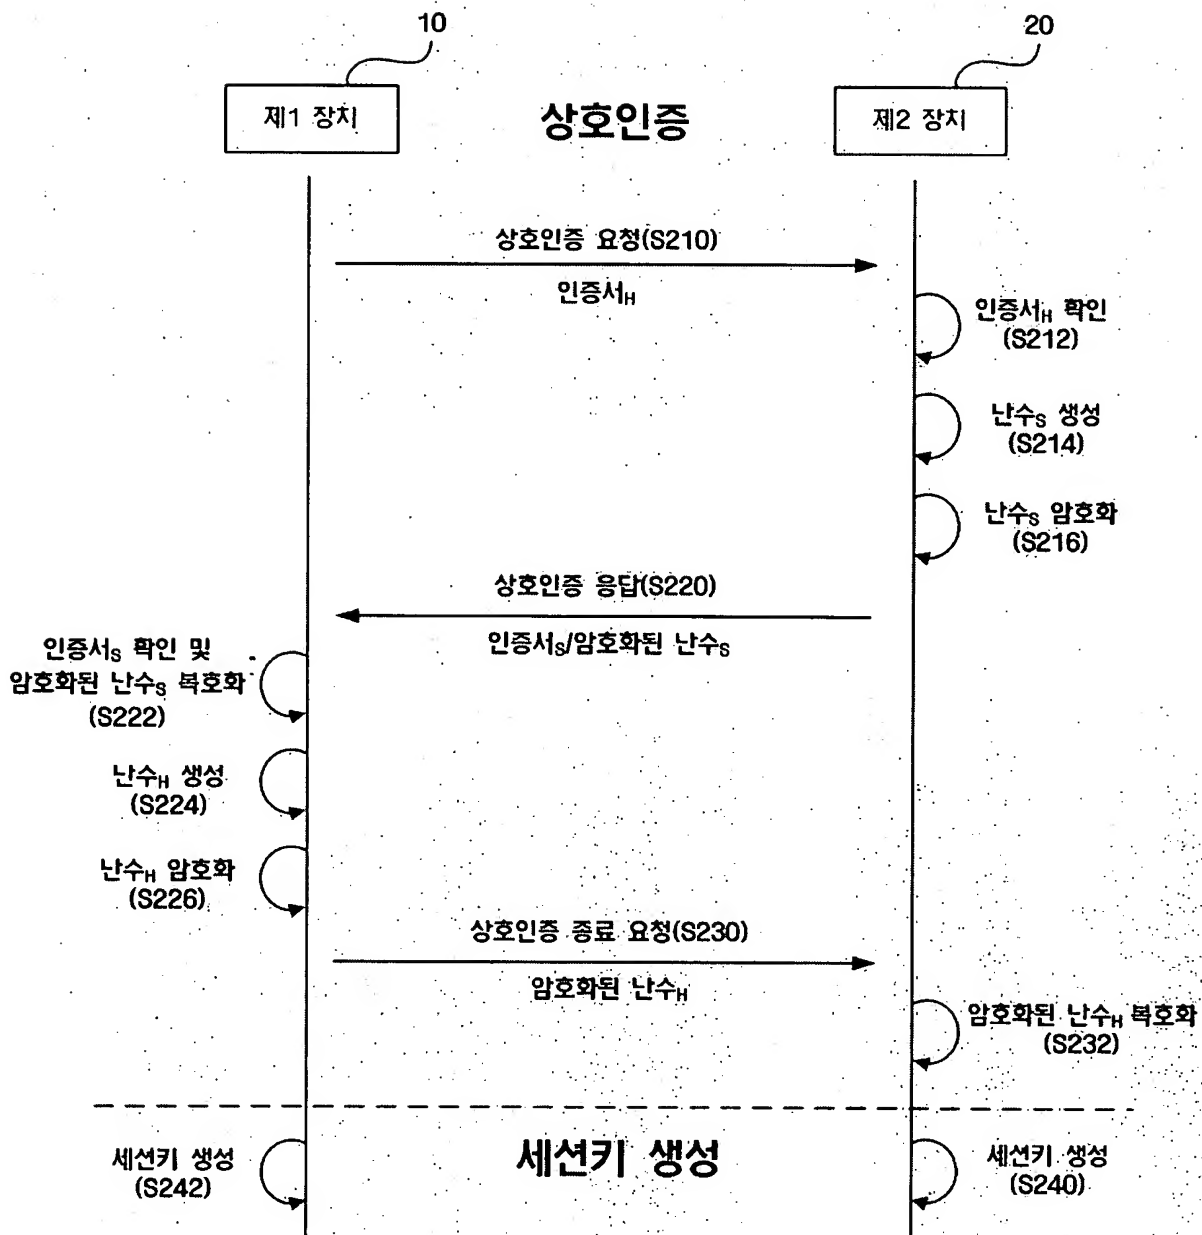 10
20
제1 장치
상호인증
제2 장치
상호인증 요청(S210)
인증서H
인증서H 확인
(S212)
난수S 생성
(S214)
난수S 암호화
(S216)
상호인증 응답(S220)
인증서S/암호화된 난수S
인증서S 확인 및
암호화된 난수S 복호화
(S222)
난수H 생성
(S224)
난수H 암호화
(S226)
상호인증 종료 요청(S230)
암호화된 난수H
암호화된 난수H 복호화
(S232)
세션키 생성
(S242)
세션키 생성
세션키 생성
(S240)